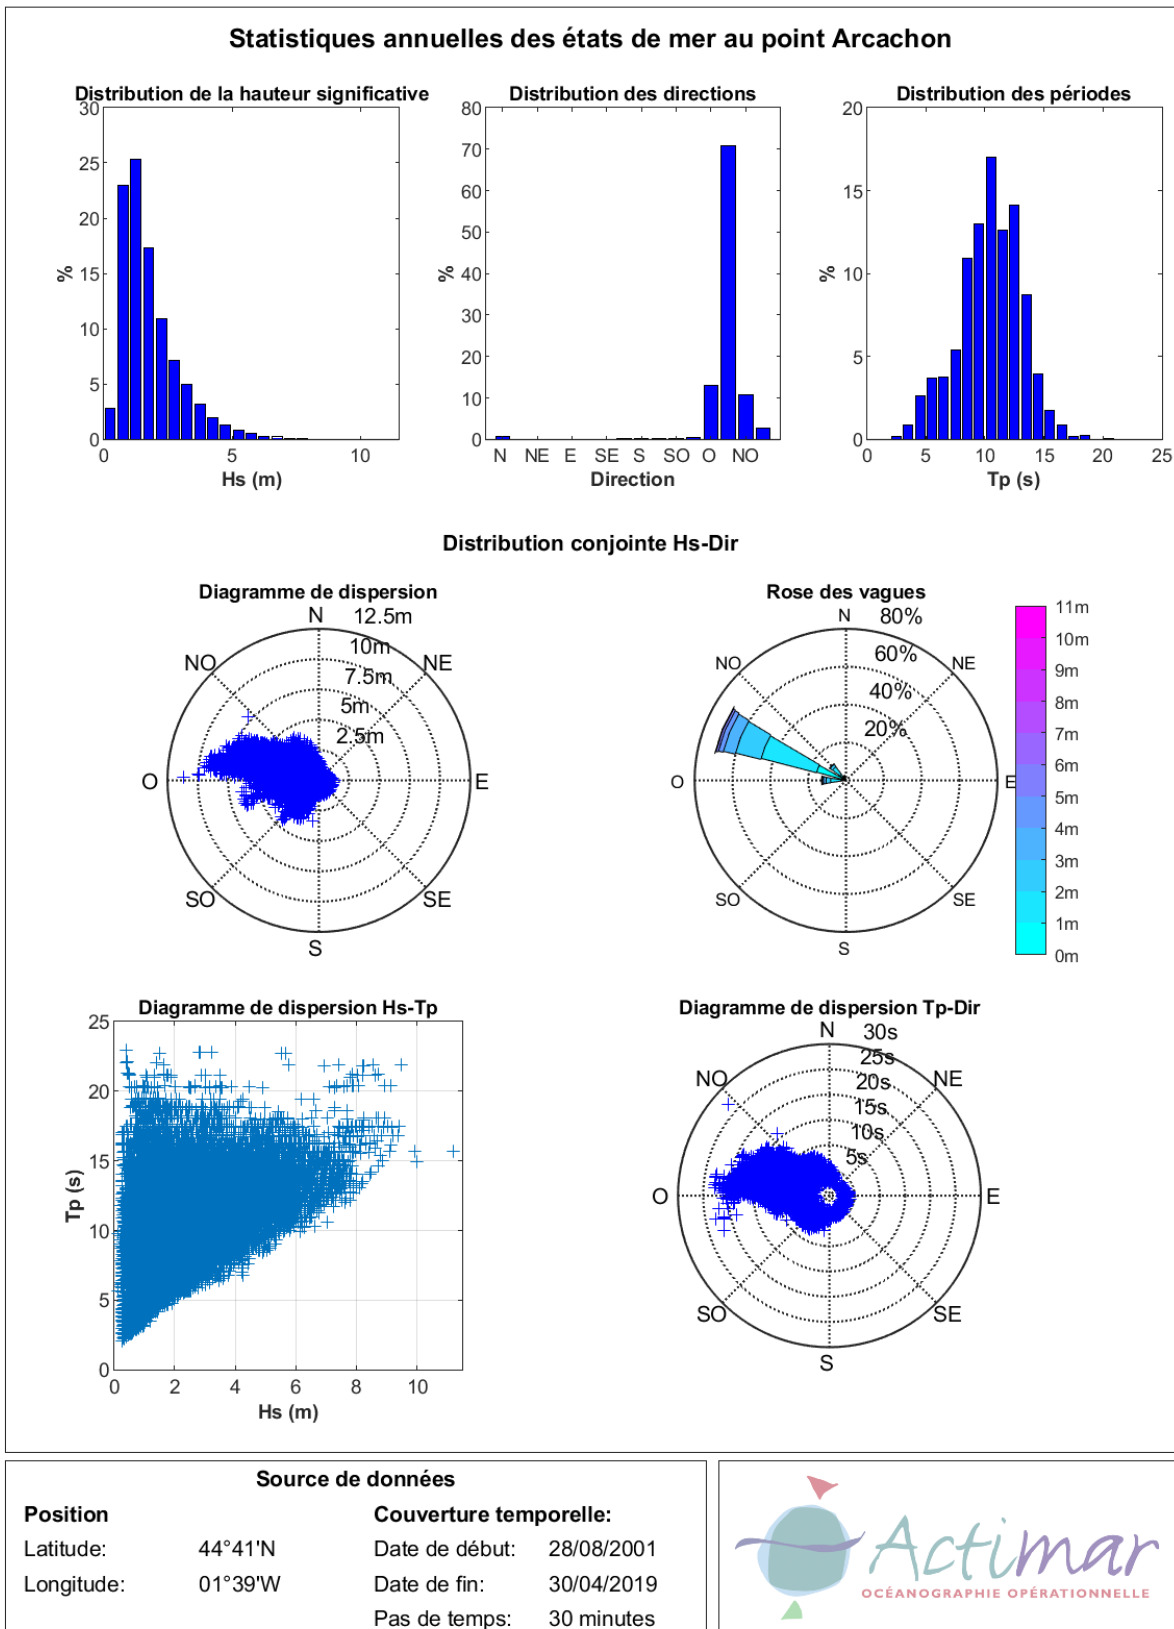 Statistiques annuelles des états de mer au point Arcachon
Distribution de la hauteur significative
30
25
20
15
10
5
0
%
0 5 10
Hs (m)
Distribution des directions
80
70
60
50
40
30
20
10
0
%
N NE E SE S SO O NO
Direction
Distribution des périodes
20
15
10
5
0
%
0 5 10 15 20 25
Tp (s)
Distribution conjointe Hs-Dir
Diagramme de dispersion
N 12.5m
10m
NO NE
7.5m
5m
2.5m
O E
SO SE
S
Rose des vagues
N 80%
60%
NO NE
40%
20%
O E
SO SE
S
11m
10m
9m
8m
7m
6m
5m
4m
3m
2m
1m
0m
Diagramme de dispersion Hs-Tp
25
20
15
10
5
0
Tp (s)
0 2 4 6 8 10
Hs (m)
Diagramme de dispersion Tp-Dir
N 30s
25s
NO 20s NE
15s
10s
5s
O E
SO SE
S
Source de données
Position
Latitude: 44°41'N
Longitude: 01°39'W
Couverture temporelle:
Date de début: 28/08/2001
Date de fin: 30/04/2019
Pas de temps: 30 minutes
Actimar
OCÉANOGRAPHIE OPÉRATIONNELLE